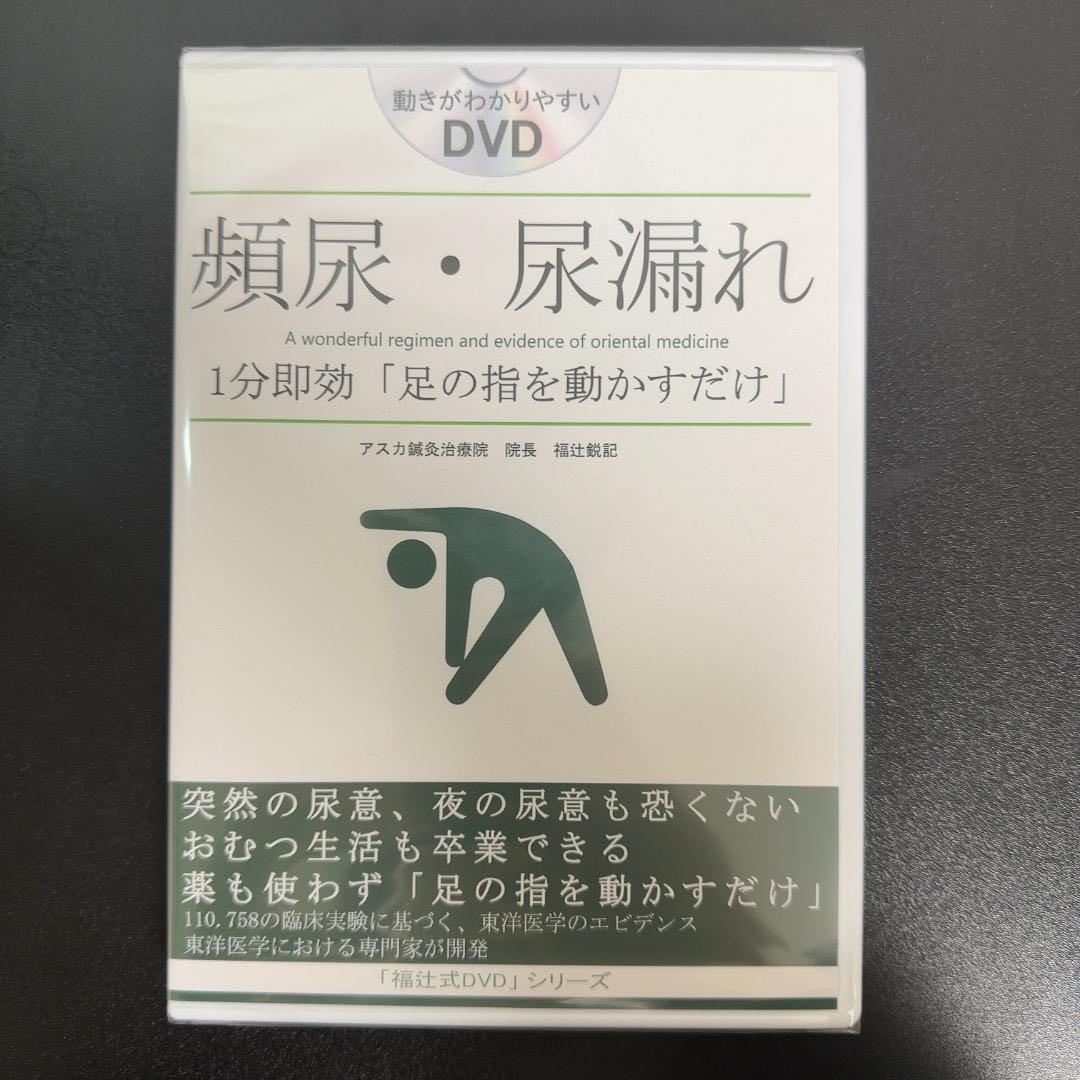 動きがわかりやすい
DVD
頻尿・尿漏れ
A wonderful regimen and evidence of oriental medicine
1分即効「足の指を動かすだけ」
アスカ鍼灸治療院　院長　福辻鋭記
突然の尿意、夜の尿意も恐くない
おむつ生活も卒業できる
薬も使わず「足の指を動かすだけ」
110,758の臨床実験に基づく、東洋医学のエビデンス
東洋医学における専門家が開発
「福辻式DVD」シリーズ